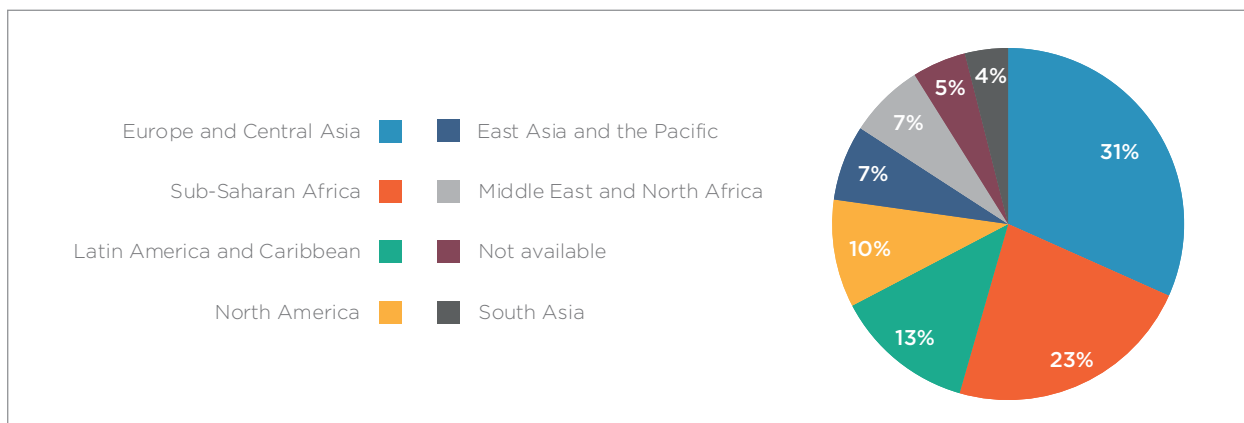 Europe and Central Asia
East Asia and the Pacific
Sub-Saharan Africa
Middle East and North Africa
Latin America and Caribbean
Not available
North America
South Asia
4%
5%
7%
31%
7%
10%
13%
23%